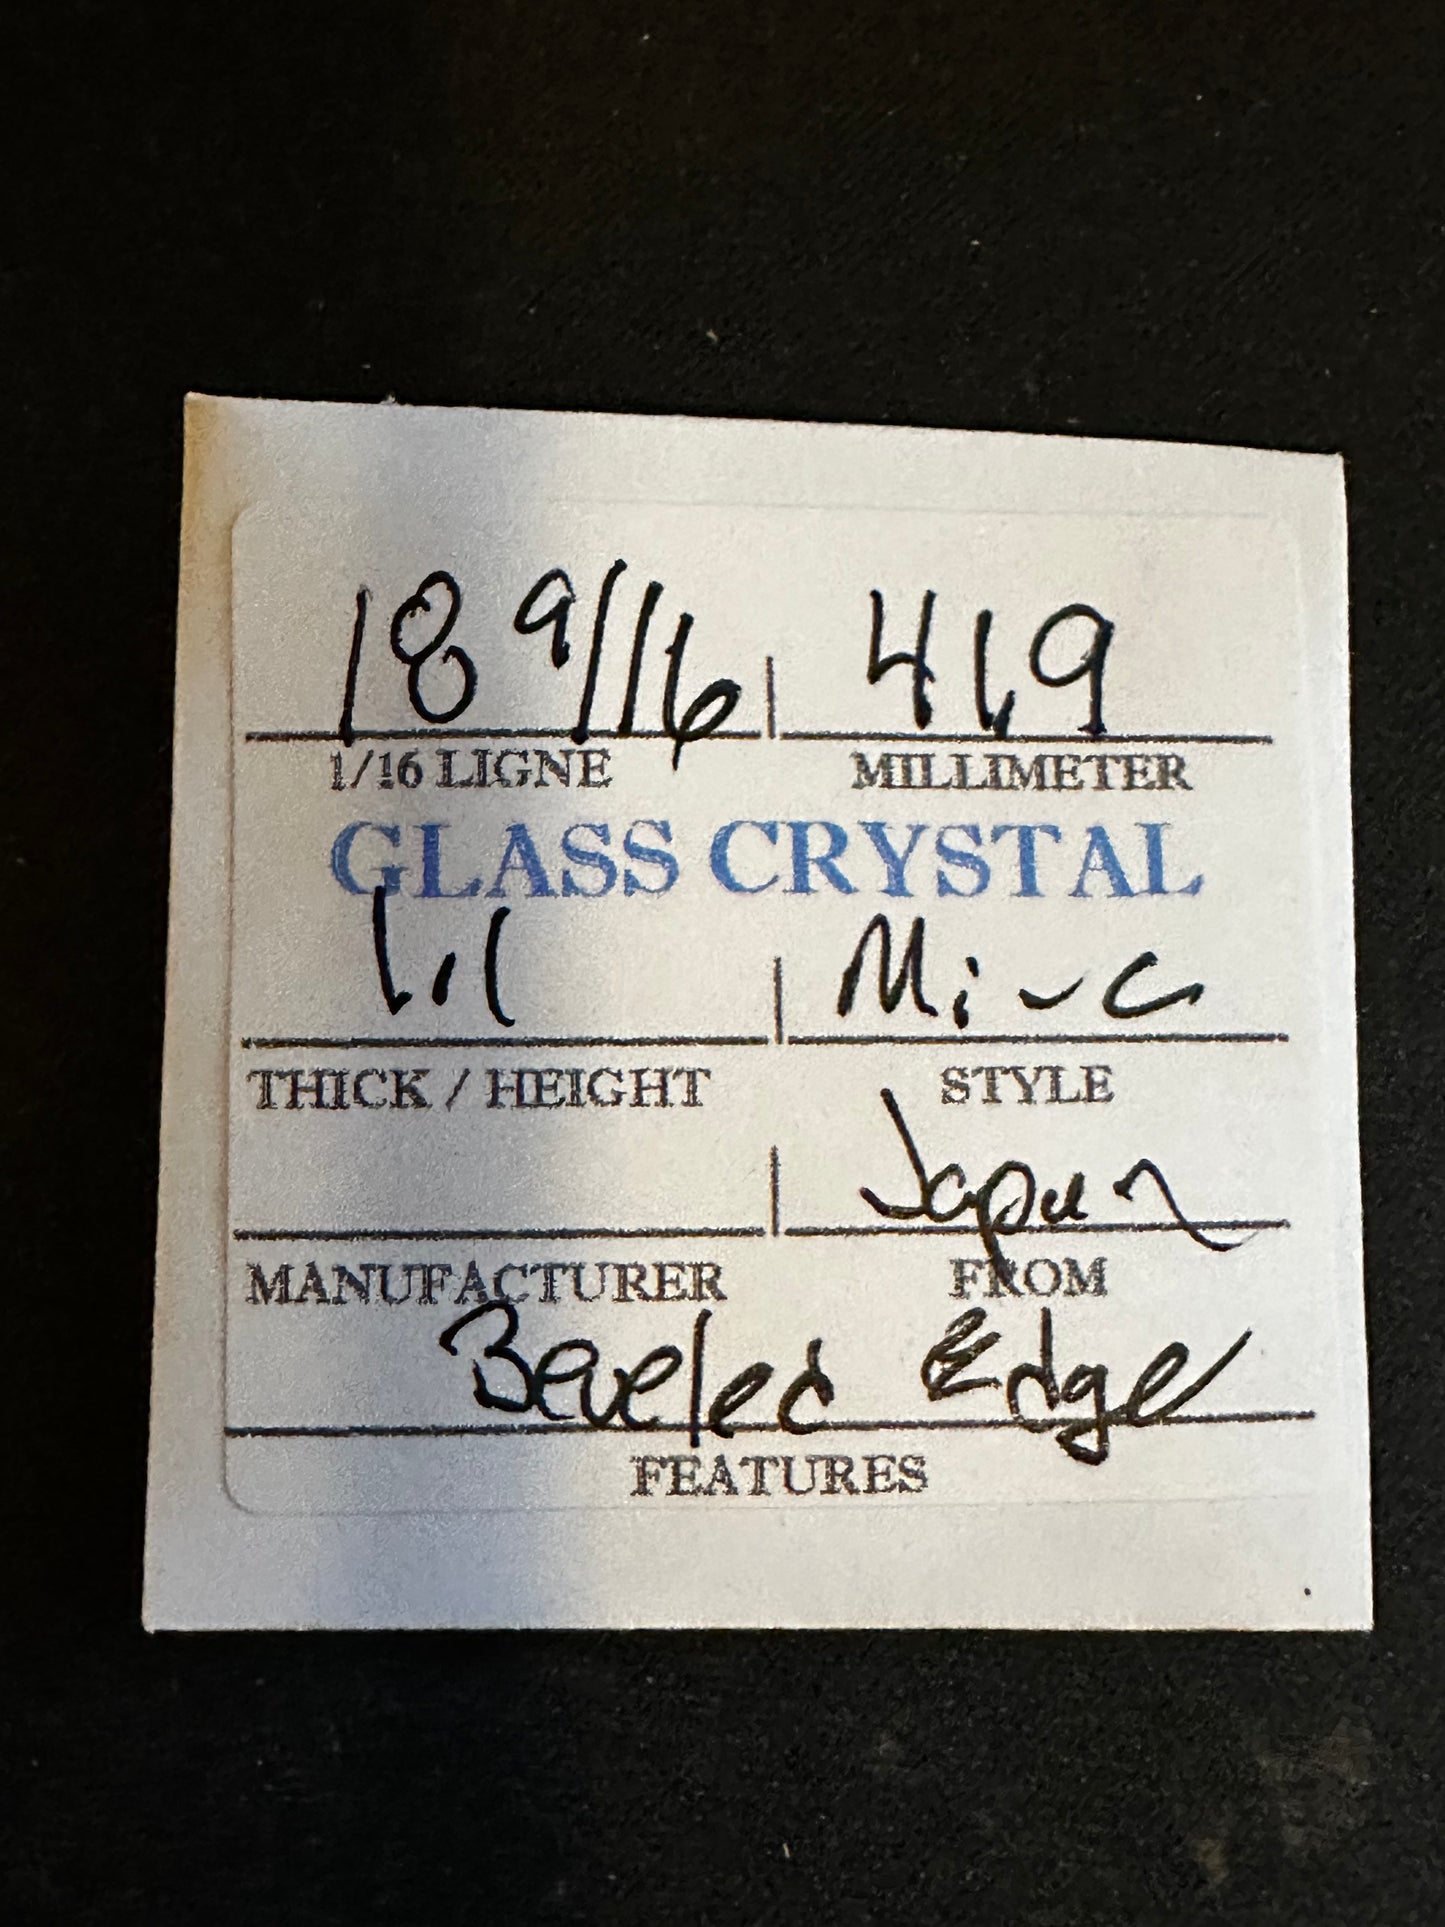 18 9/16 | 41.9
1/16 LIGNE MILLIMETER
GLASS CRYSTAL
1.1 |
THICK / HEIGHT STYLE
| Japan
MANUFACTURER FROM
Beveled Edge
FEATURES